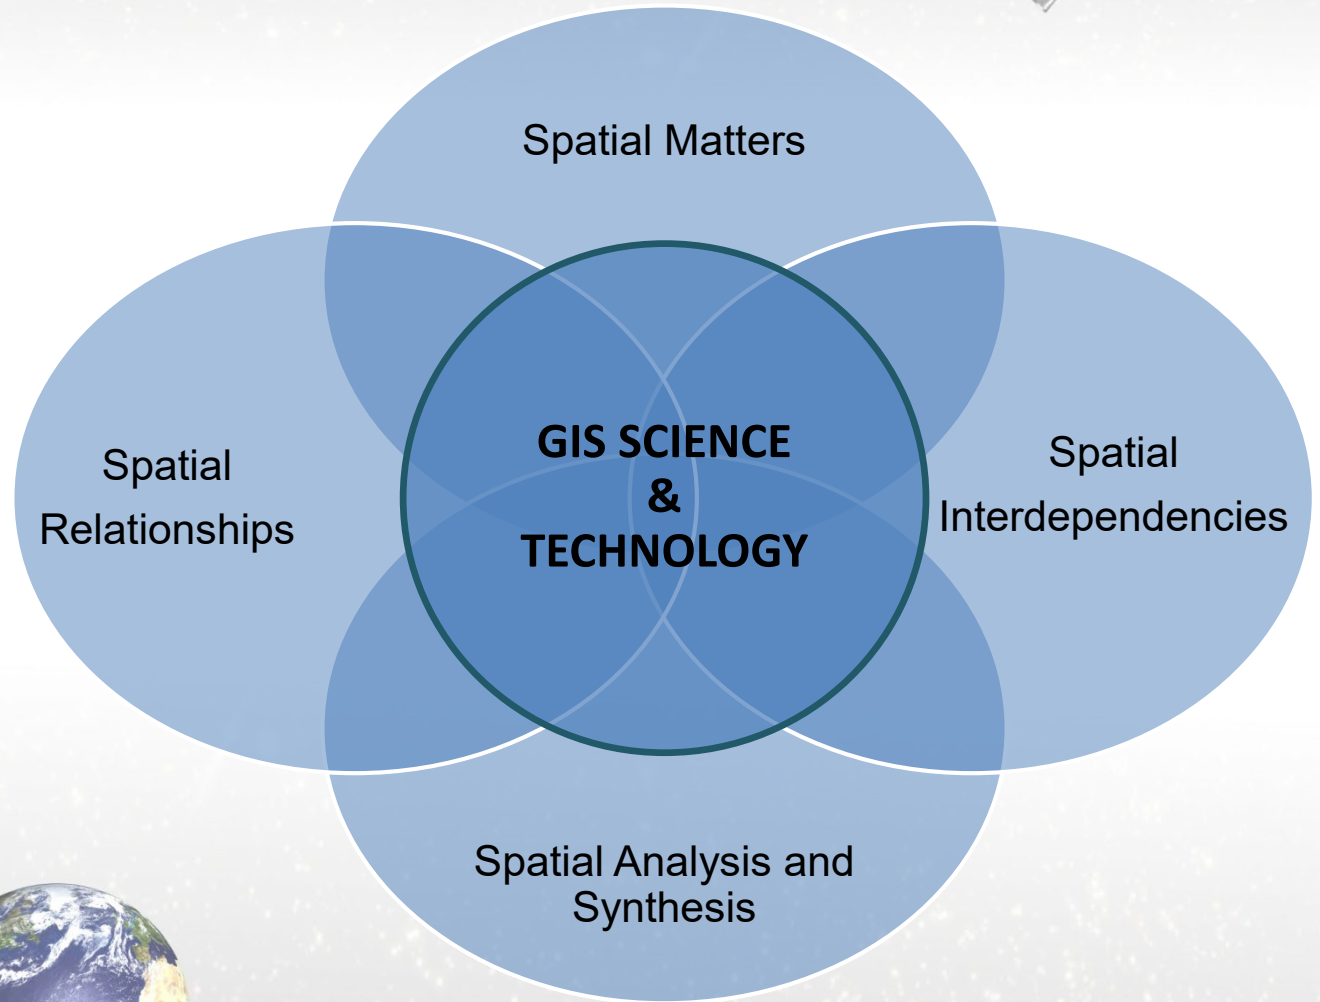 Spatial Matters
Spatial
Relationships
GIS SCIENCE
&
TECHNOLOGY
Spatial
Interdependencies
Spatial Analysis and
Synthesis